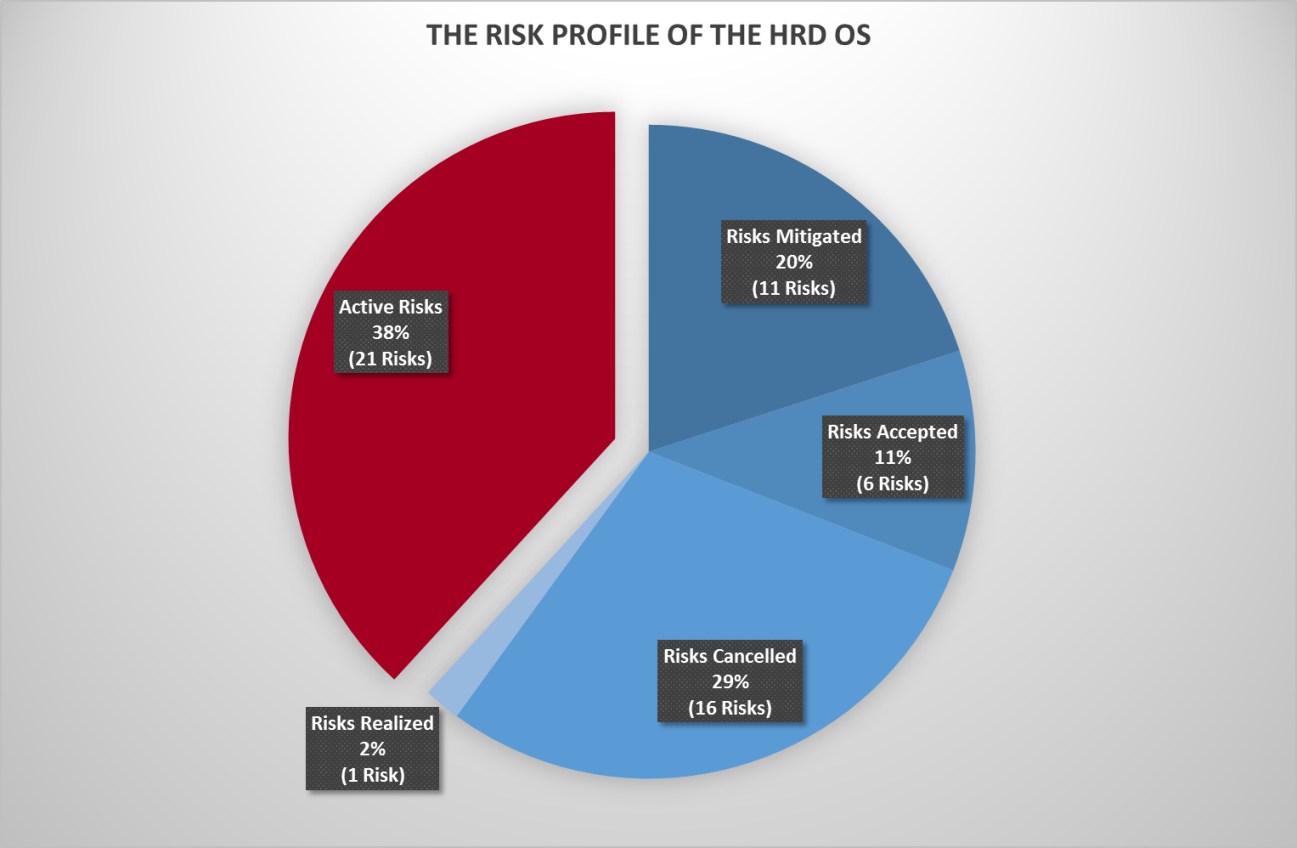 THE RISK PROFILE OF THE HRD OS
Risks Mitigated
20%
(11 Risks)
Active Risks
38%
(21 Risks)
Risks Accepted
11%
(6 Risks)
Risks Cancelled
29%
(16 Risks)
Risks Realized
2%
(1 Risk)